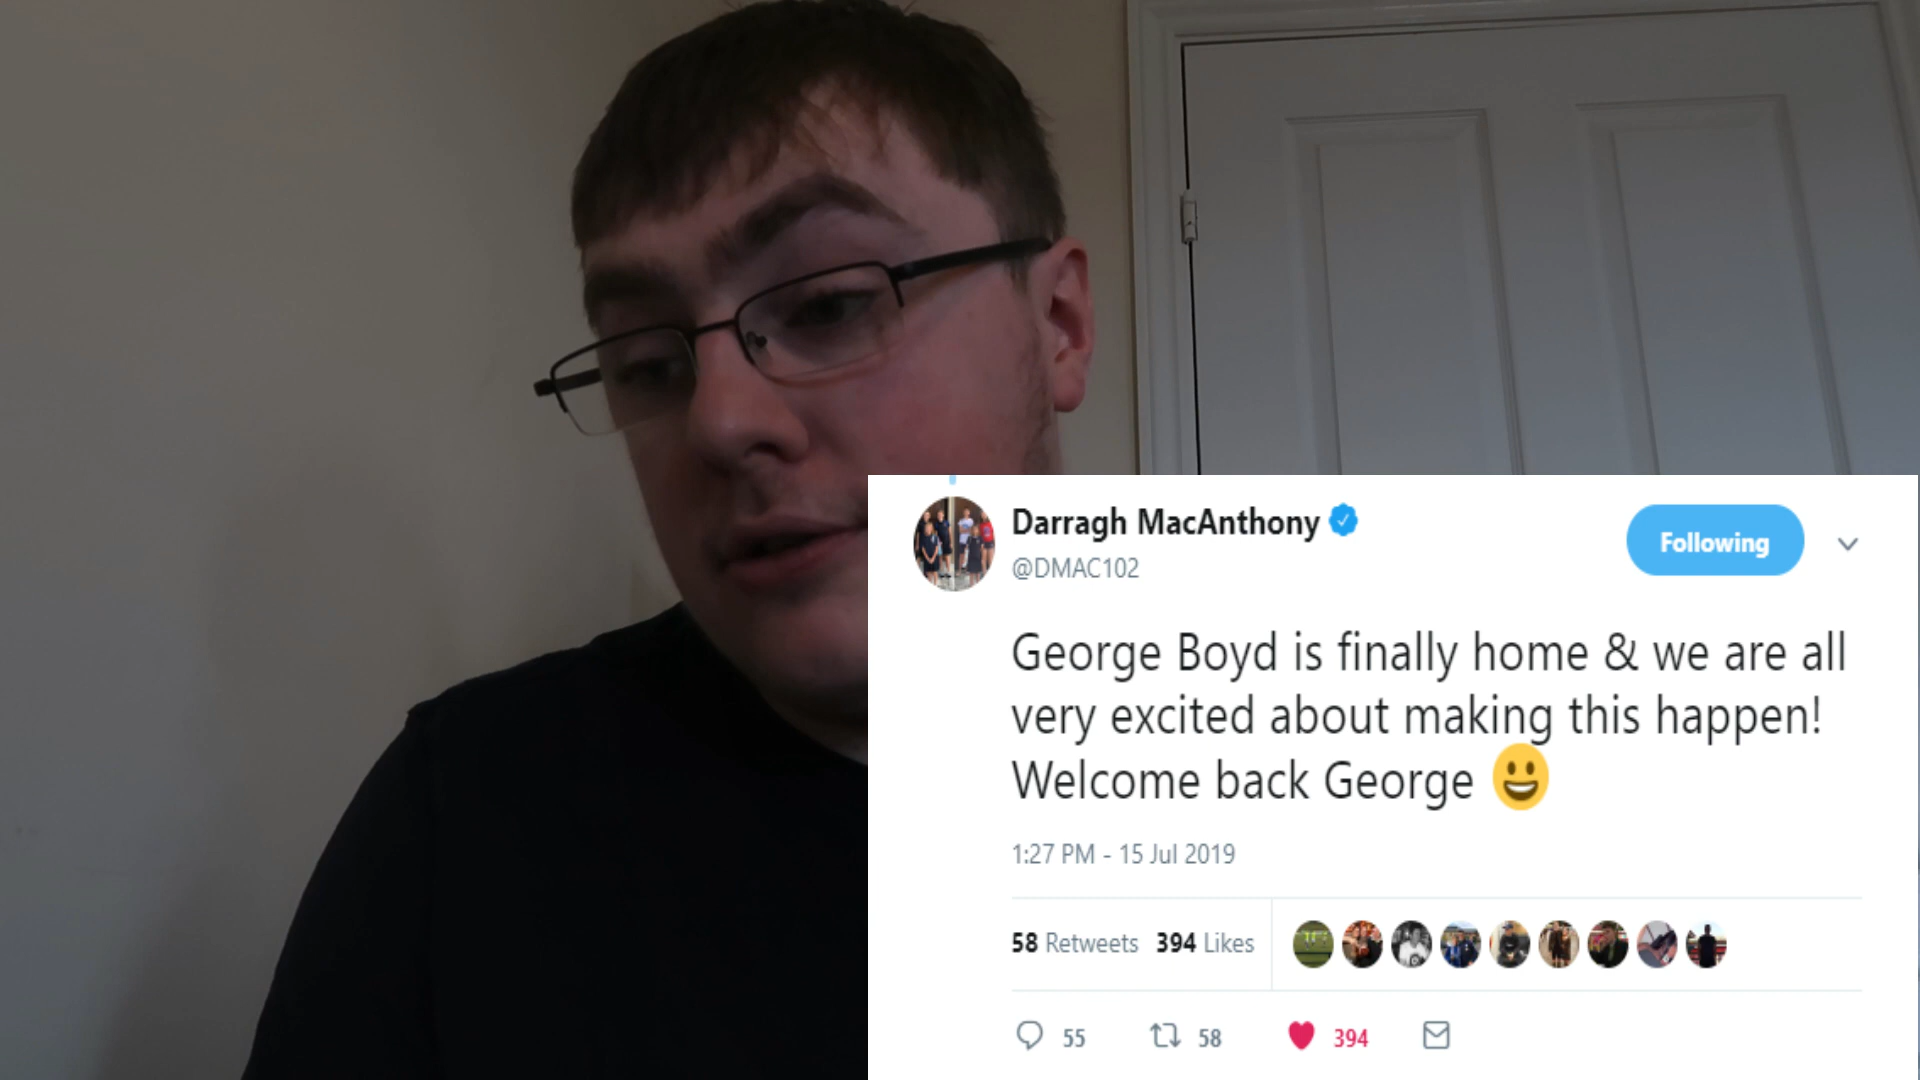 Darragh MacAnthony
@DMAC102
Following
George Boyd is finally home & we are all
very excited about making this happen!
Welcome back George 😃
1:27 PM - 15 Jul 2019
58 Retweets 394 Likes
55 58 394